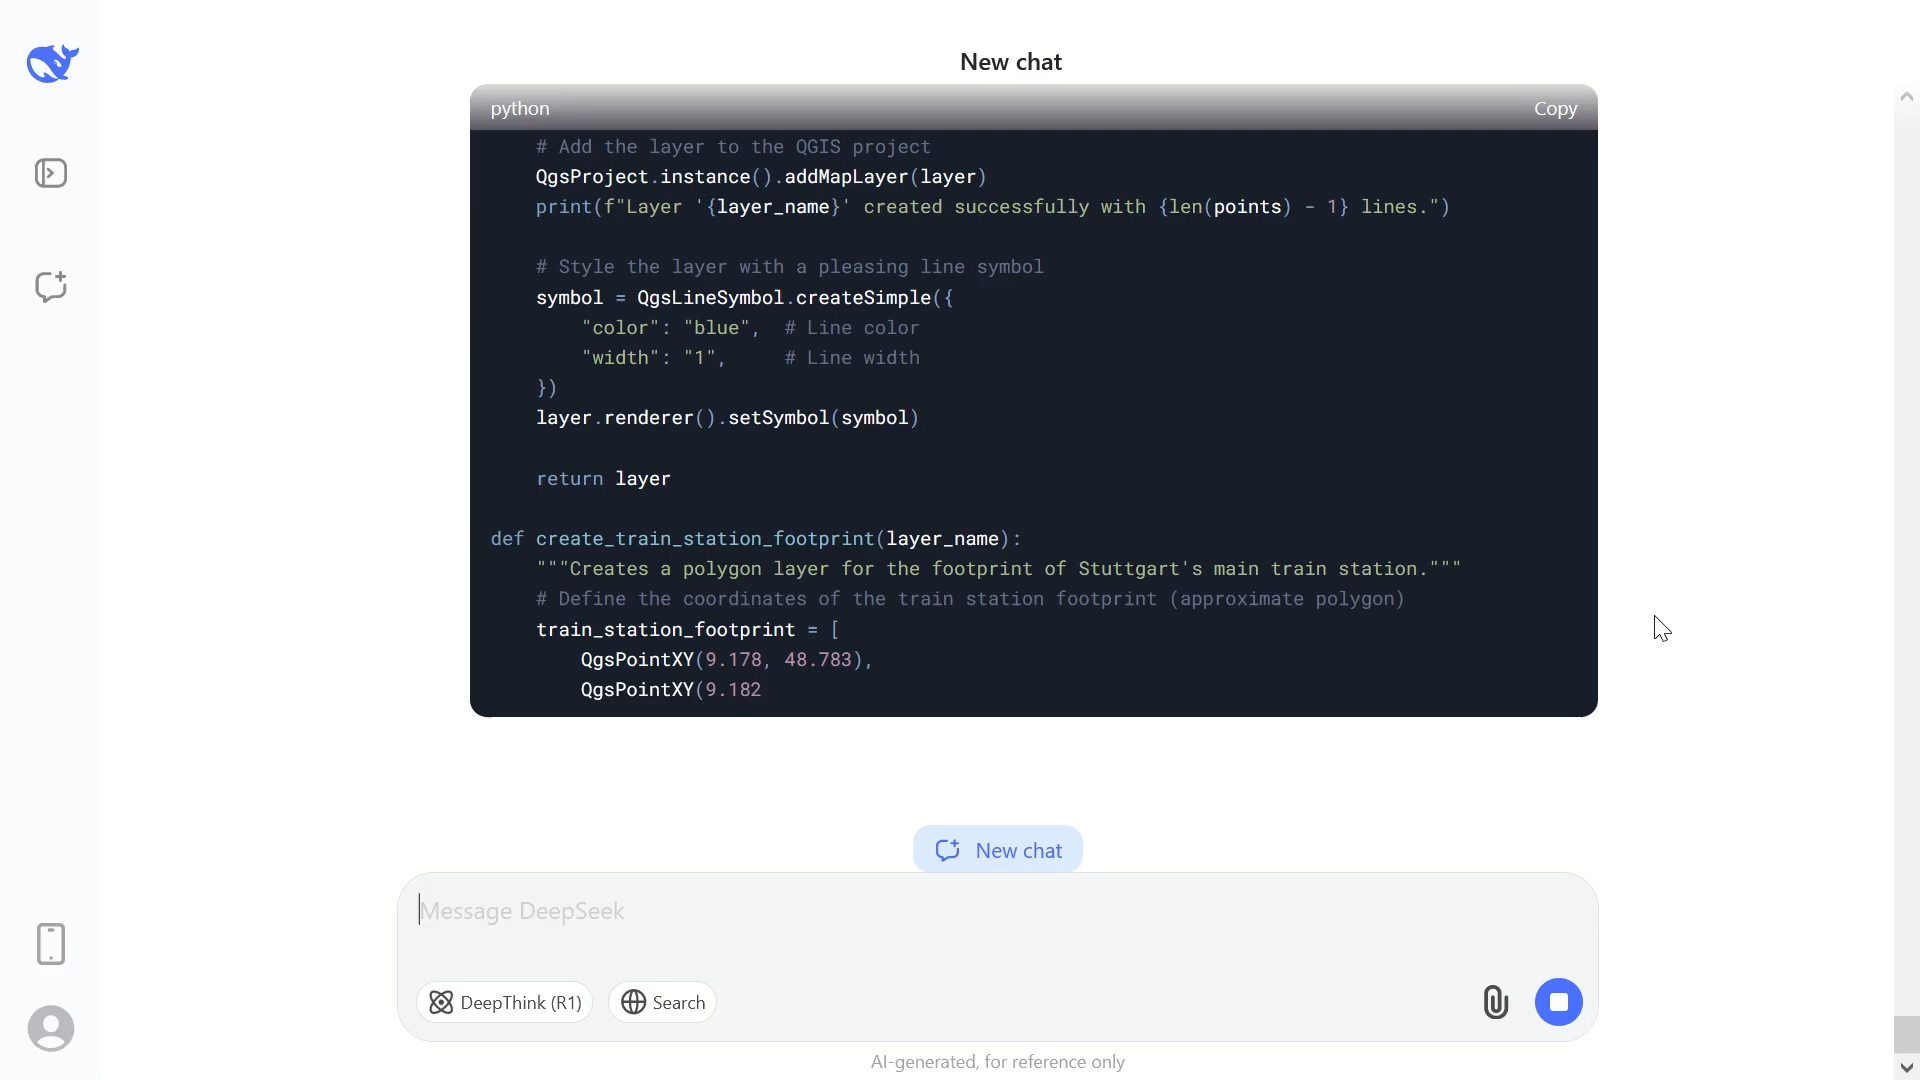 New chat
python
Copy
# Add the layer to the QGIS project
QgsProject.instance().addMapLayer(layer)
print(f"Layer '{layer_name}' created successfully with {len(points) - 1} lines.")
# Style the layer with a pleasing line symbol
symbol = QgsLineSymbol.createSimple({
"color": "blue",  # Line color
"width": "1",     # Line width
})
layer.renderer().setSymbol(symbol)
return layer
def create_train_station_footprint(layer_name):
"""Creates a polygon layer for the footprint of Stuttgart's main train station."""
# Define the coordinates of the train station footprint (approximate polygon)
train_station_footprint = [
QgsPointXY(9.178, 48.783),
QgsPointXY(9.182
New chat
Message DeepSeek
DeepThink (R1)
Search
AI-generated, for reference only